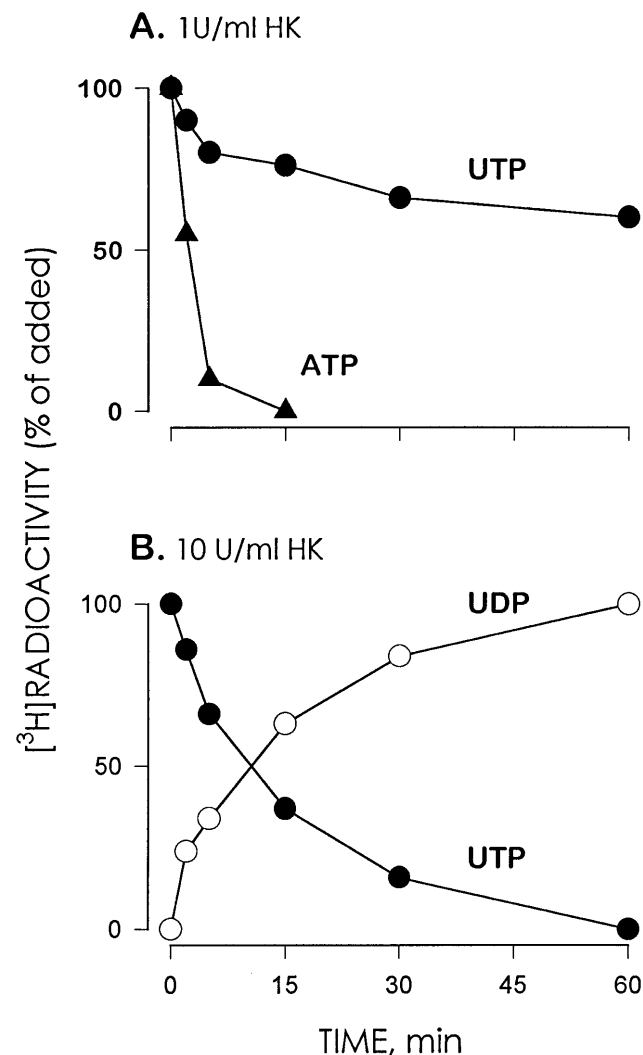 A. 1U/ml HK
100
UTP
50
ATP
0
[³H]RADIOACTIVITY (% of added)
B. 10 U/ml HK
100
UDP
50
UTP
0
0 15 30 45 60
TIME, min